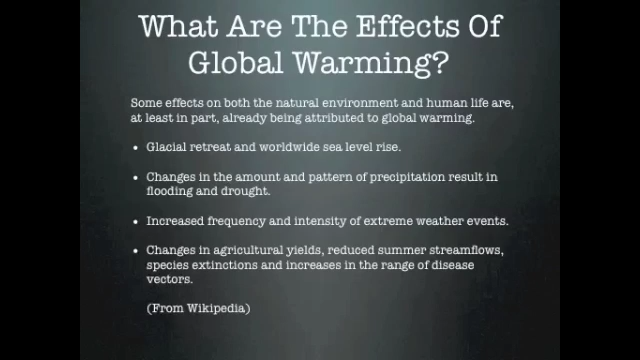 What Are The Effects Of
Global Warming?
Some effects on both the natural environment and human life are,
at least in part, already being attributed to global warming.
• Glacial retreat and worldwide sea level rise.
• Changes in the amount and pattern of precipitation result in
flooding and drought.
• Increased frequency and intensity of extreme weather events.
• Changes in agricultural yields, reduced summer streamflows,
species extinctions and increases in the range of disease
vectors.
(From Wikipedia)